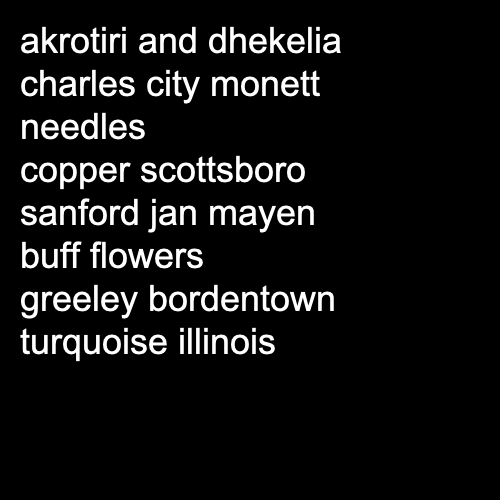 akrotiri and dhekelia
charles city monett
needles
copper scottsboro
sanford jan mayen
buff flowers
greeley bordentown
turquoise illinois